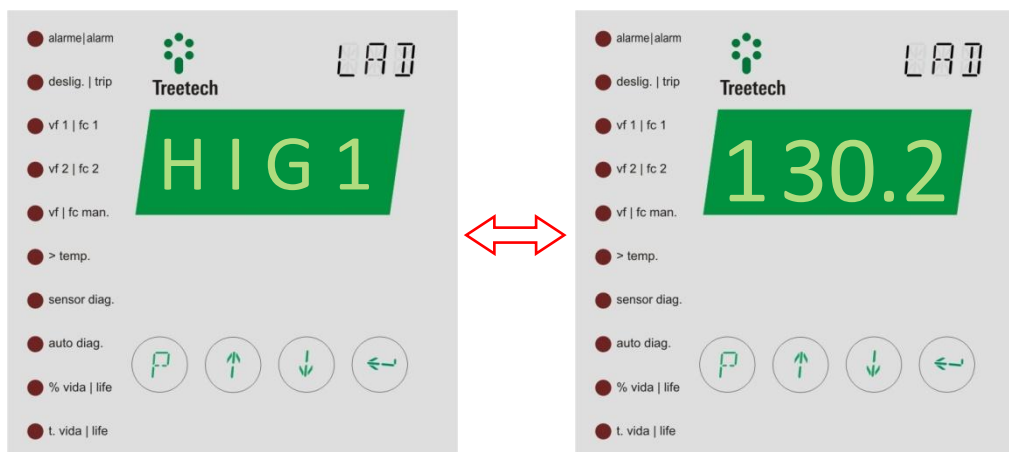 alarme|alarm
LAD
deslig. | trip
Treetech
vf 1 | fc 1
HIG1
vf 2 | fc 2
vf | fc man.
> temp.
sensor diag.
auto diag.
P
% vida | life
t. vida | life
alarme|alarm
LAD
deslig. | trip
Treetech
vf 1 | fc 1
130.2
vf 2 | fc 2
vf | fc man.
> temp.
sensor diag.
auto diag.
P
% vida | life
t. vida | life